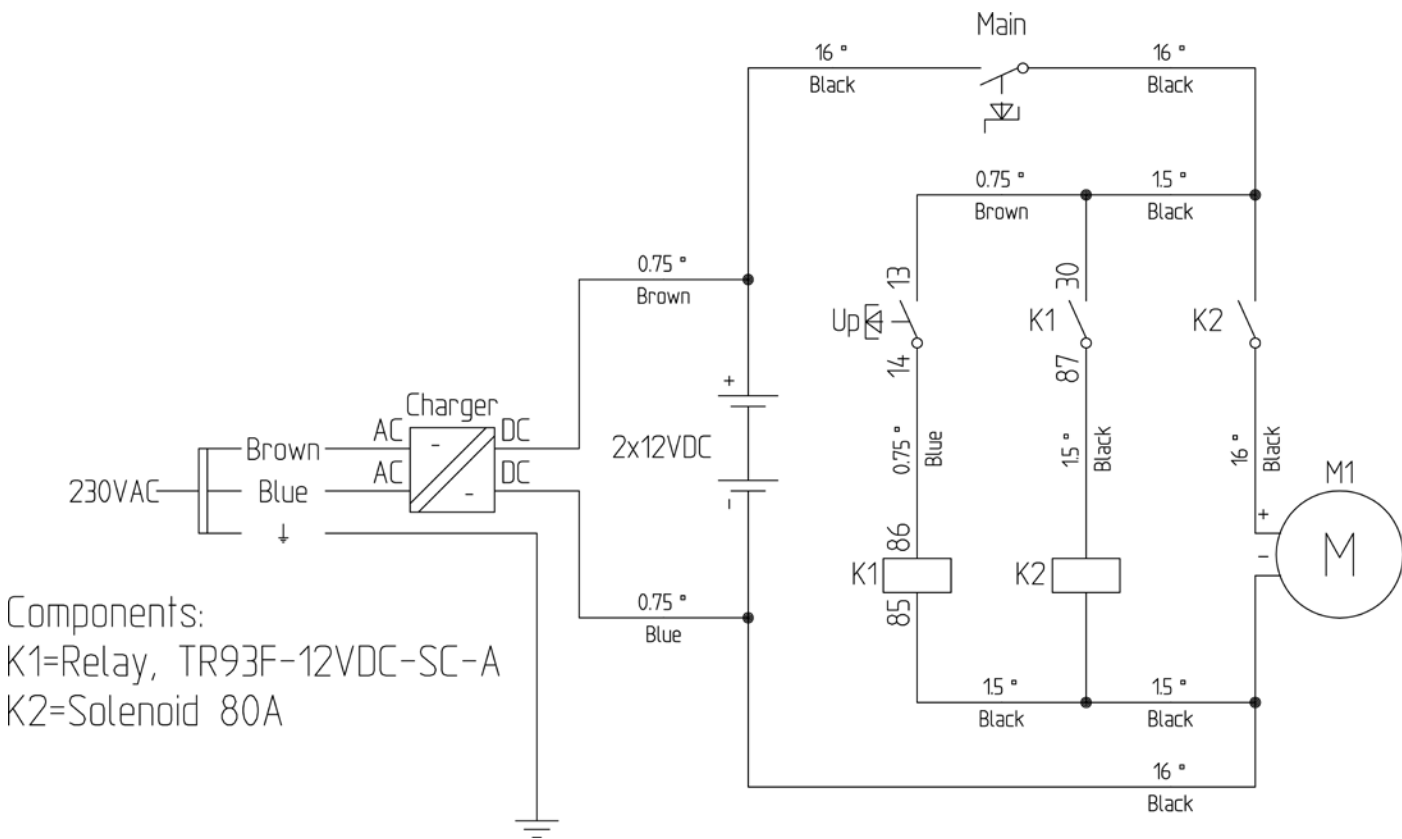 Main
16 ▫
Black
16 ▫
Black
0.75 ▫
Brown
1.5 ▫
Black
0.75 ▫
Brown
13
Up
14
30
K1
87
K2
Charger
AC
-
DC
AC
-
DC
230VAC
Brown
Blue
+
2x12VDC
-
0.75 ▫
Blue
1.5 ▫
Black
16 ▫
Black
M1
+
-
M
86
K1
85
K2
0.75 ▫
Blue
Components:
K1=Relay, TR93F-12VDC-SC-A
K2=Solenoid 80A
1.5 ▫
Black
1.5 ▫
Black
16 ▫
Black